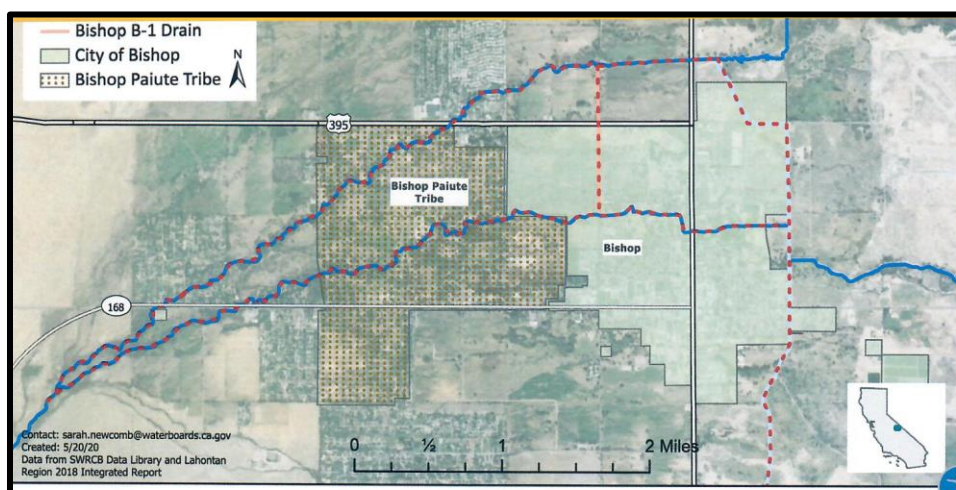 Bishop B-1 Drain
City of Bishop
Bishop Paiute Tribe
N
395
Bishop Paiute
Tribe
Bishop
168
Contact: sarah.newcomb@waterboards.ca.gov
Created: 5/20/20
Data from SWRCB Data Library and Lahontan
Region 2018 Integrated Report
0 ½ 1 2 Miles